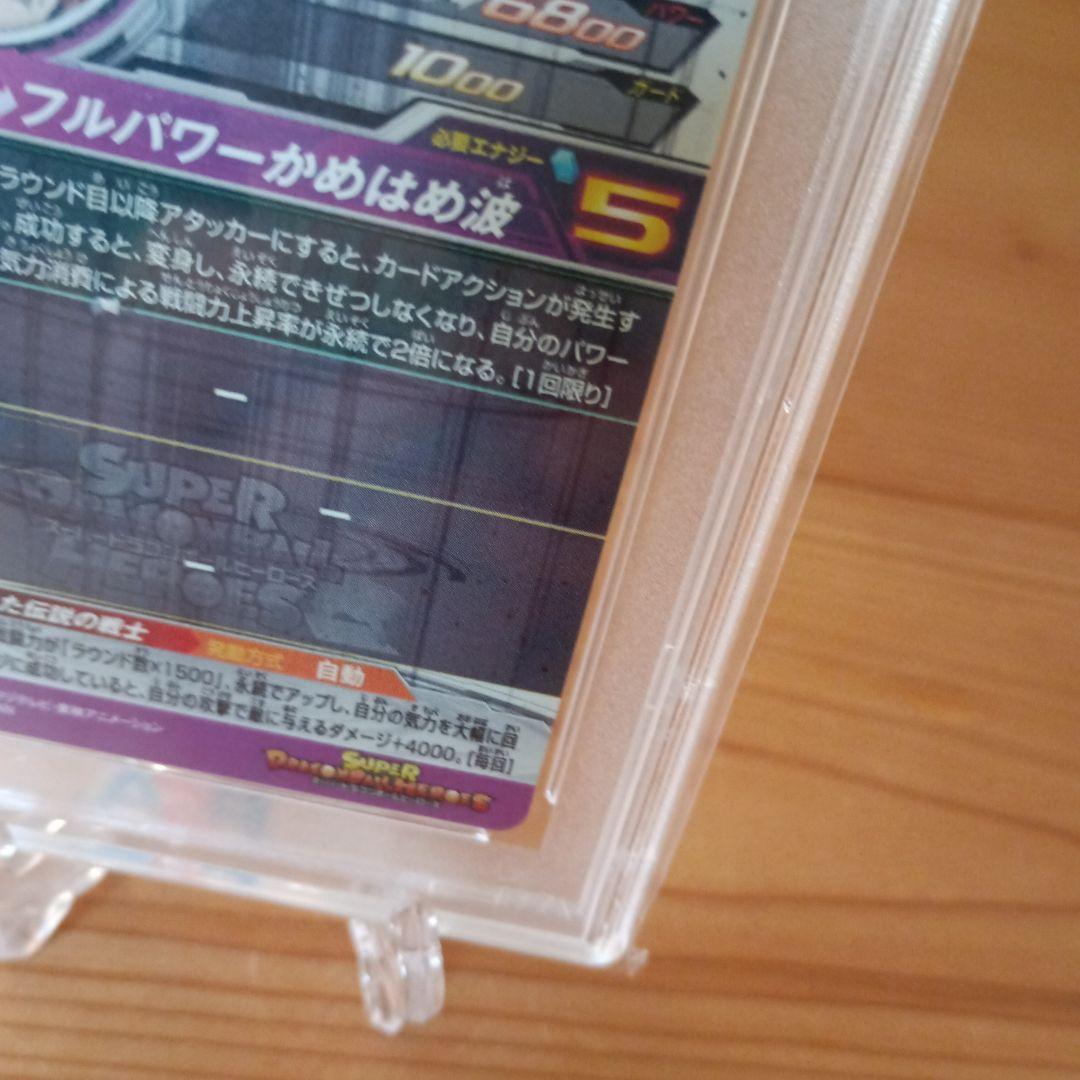 6800 パワー
1000 カード
フルパワーかめはめ波
必要エナジー 5
ラウンド目以降アタッカーにすると、カードアクションが発生す
成功すると、変身し、永続できぜつしなくなり、自分のパワー
気力消費による戦闘力上昇率が永続で2倍になる。[1回限り]
ー
SUPER
ー
HEROES
ー
た伝説の戦士 発動方式 自動
「ラウンド数×1500」、永続でアップし、自分の気力を大幅に回
に成功していると、自分の攻撃で敵に与えるダメージ+4000。[毎回]
SUPER
DRAGONBALL HEROES